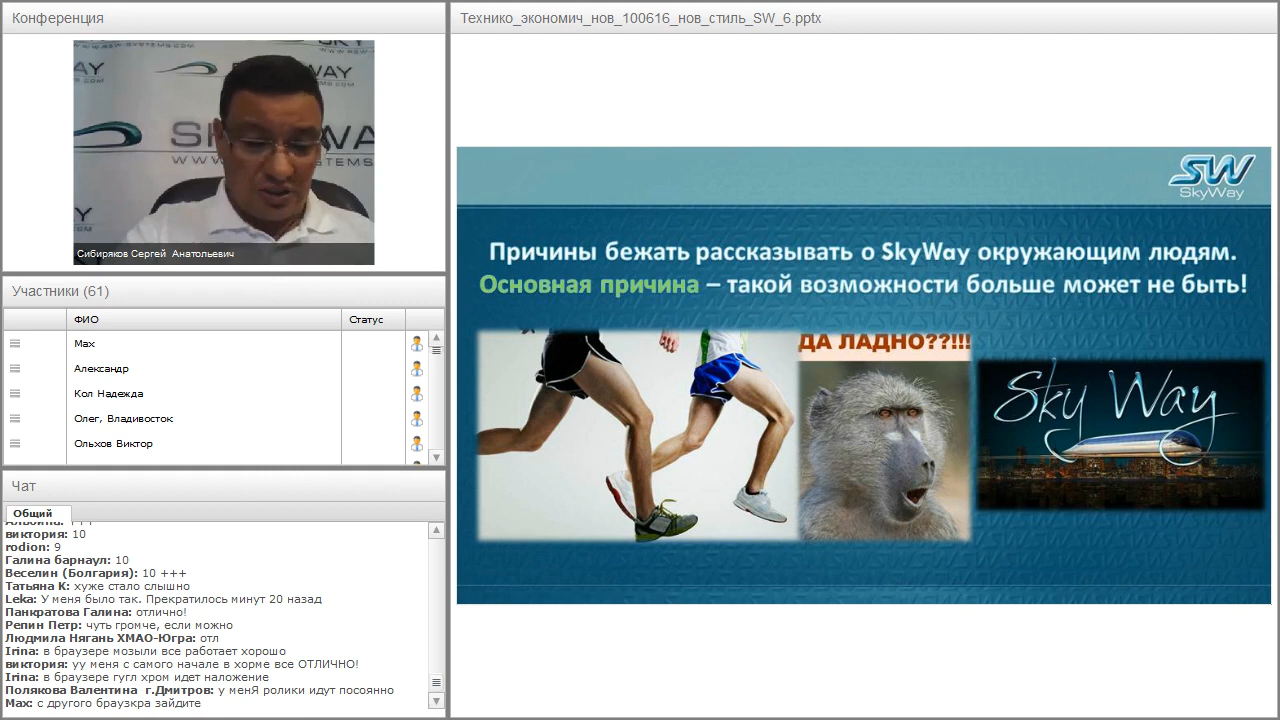 Конференция
SKYWAY
WWW.
SYSTEMS.COM
Сибиряков Сергей Анатольевич
Участники (61)
ФИО
Статус
Max
Александр
Кол Надежда
Олег, Владивосток
Ольхов Виктор
Чат
Общий
виктория: 10
rodion: 9
Галина барнаул: 10
Веселин (Болгария): 10 +++
Татьяна К: хуже стало слышно
Leka: У меня было так. Прекратилось минут 20 назад
Панкратова Галина: отлично!
Репин Петр: чуть громче, если можно
Людмила Нягань ХМАО-Югра: отл
Irina: в браузере мозылы все работает хорошо
виктория: уу меня с самого начале в хорме все ОТЛИЧНО!
Irina: в браузере гугл хром идет наложение
Полякова Валентина г.Дмитров: у менЯ ролики идут посоянно
Max: с другого браузкра зайдите
Технико_экономич_нов_100616_нов_стиль_SW_6.pptx
SW
SkyWay
Причины бежать рассказывать о SkyWay окружающим людям.
Основная причина – такой возможности больше может не быть!
ДА ЛАДНО??!!!
Sky Way